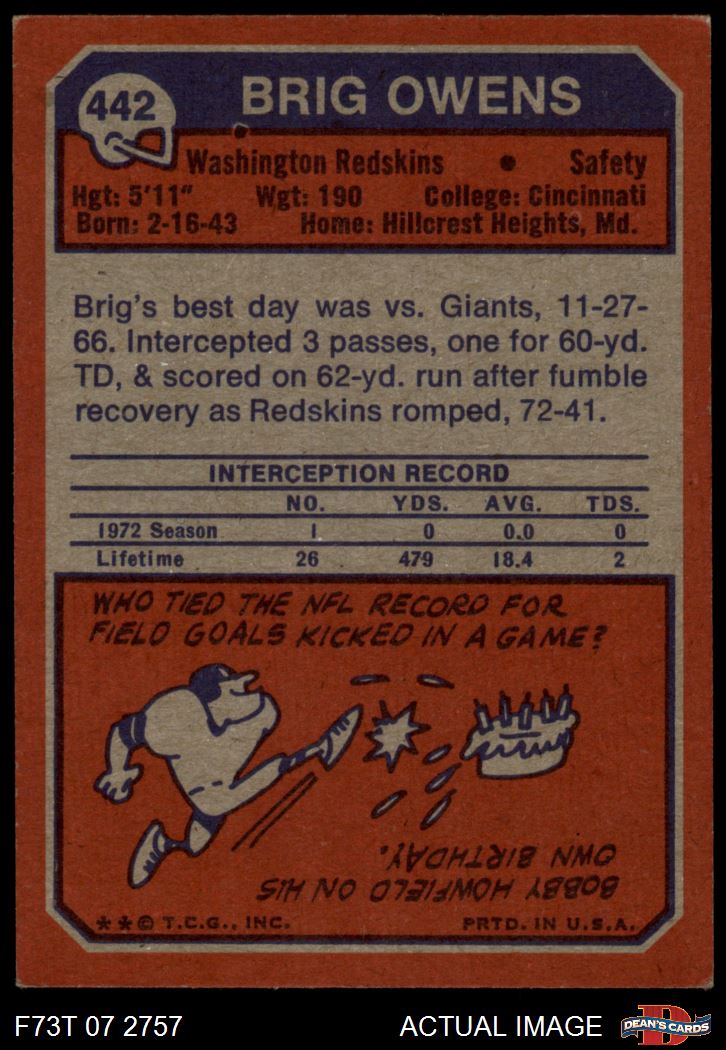 442
BRIG OWENS
Washington Redskins • Safety
Hgt: 5'11" Wgt: 190 College: Cincinnati
Born: 2-16-43 Home: Hillcrest Heights, Md.
Brig's best day was vs. Giants, 11-27-
66. Intercepted 3 passes, one for 60-yd.
TD, & scored on 62-yd. run after fumble
recovery as Redskins romped, 72-41.
INTERCEPTION RECORD
NO. YDS. AVG. TDS.
1972 Season 1 0 0.0 0
Lifetime 26 479 18.4 2
WHO TIED THE NFL RECORD FOR
FIELD GOALS KICKED IN A GAME?
BOBBY HOWFIELD ON HIS
OWN BIRTHDAY.
**© T.C.G., INC. PRTD. IN U.S.A.
F73T 07 2757 ACTUAL IMAGE
D
DEAN'S CARDS